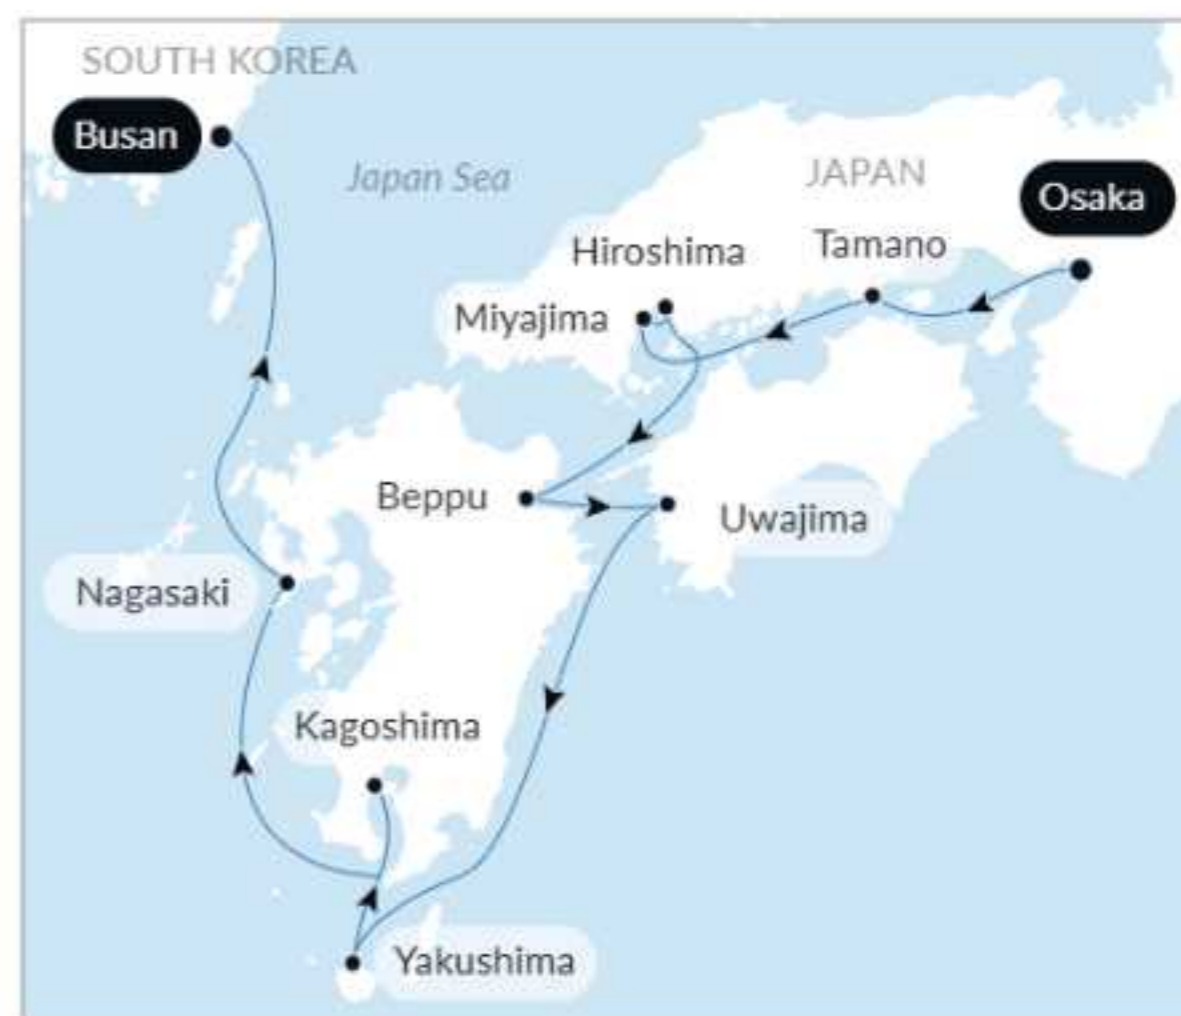 SOUTH KOREA
Busan
Japan Sea
JAPAN
Osaka
Hiroshima
Tamano
Miyajima
Beppu
Uwajima
Nagasaki
Kagoshima
Yakushima